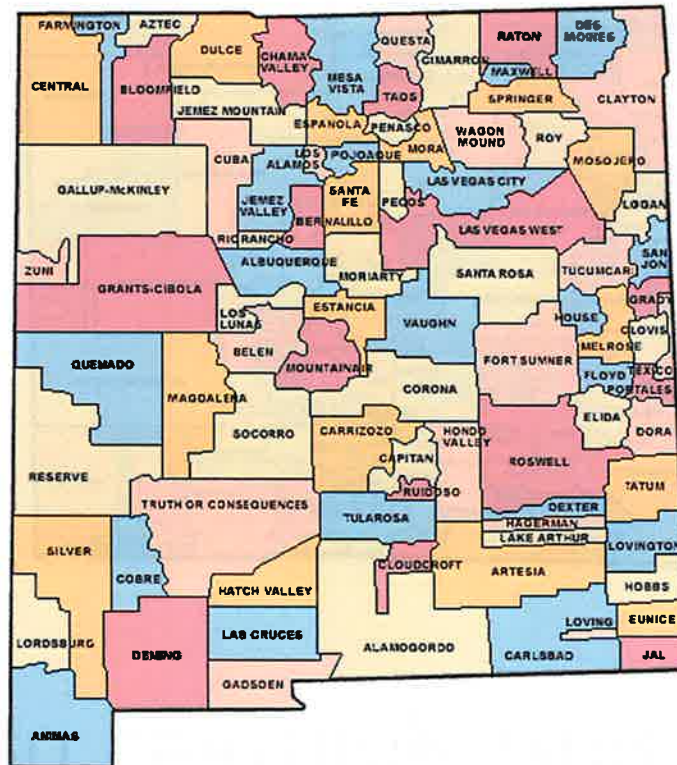 FARMINGTON
AZTEC
DULCE
CHAMA
VALLEY
MESA
VISTA
QUESTA
CIMARRON
RATON
DES
MOINES
CENTRAL
BLOOMFIELD
TAOS
MAXWELL
SPRINGER
CLAYTON
JEMEZ MOUNTAIN
ESPANOLA
PENASCO
MORA
WAGON
MOUND
ROY
MOSOJERO
CUBA
LOS
ALAMOS
POJOAQUE
GALLUP-McKINLEY
JEMEZ
VALLEY
SANTA
FE
PECOS
LAS VEGAS CITY
LOGAN
BERNALILLO
RIO RANCHO
LAS VEGAS WEST
ZUNI
GRANTS-CIBOLA
ALBUQUERQUE
MORIARTY
SANTA ROSA
TUCUMCARI
SAN
JON
LOS
LUNAS
ESTANCIA
VAUGHN
HOUSE
GRADY
CLOVIS
BELEN
MOUNTAINAIR
FORT SUMNER
MELROSE
QUEMADO
MAGDALENA
CORONA
FLOYD
TEXICO
PORTALES
SOCORRO
CARRIZOZO
HONDO
VALLEY
ELIDA
DORA
CAPITAN
ROSWELL
RESERVE
RUIDOSO
TATUM
TRUTH OR CONSEQUENCES
TULAROSA
DEXTER
HAGERMAN
LAKE ARTHUR
SILVER
COBRE
CLOUDCROFT
ARTESIA
LOVINGTON
HATCH VALLEY
HOBBS
LORDSBURG
DEMING
LAS CRUCES
ALAMOGORDO
LOVING
EUNICE
CARLSBAD
JAL
GADSDEN
ANIMAS